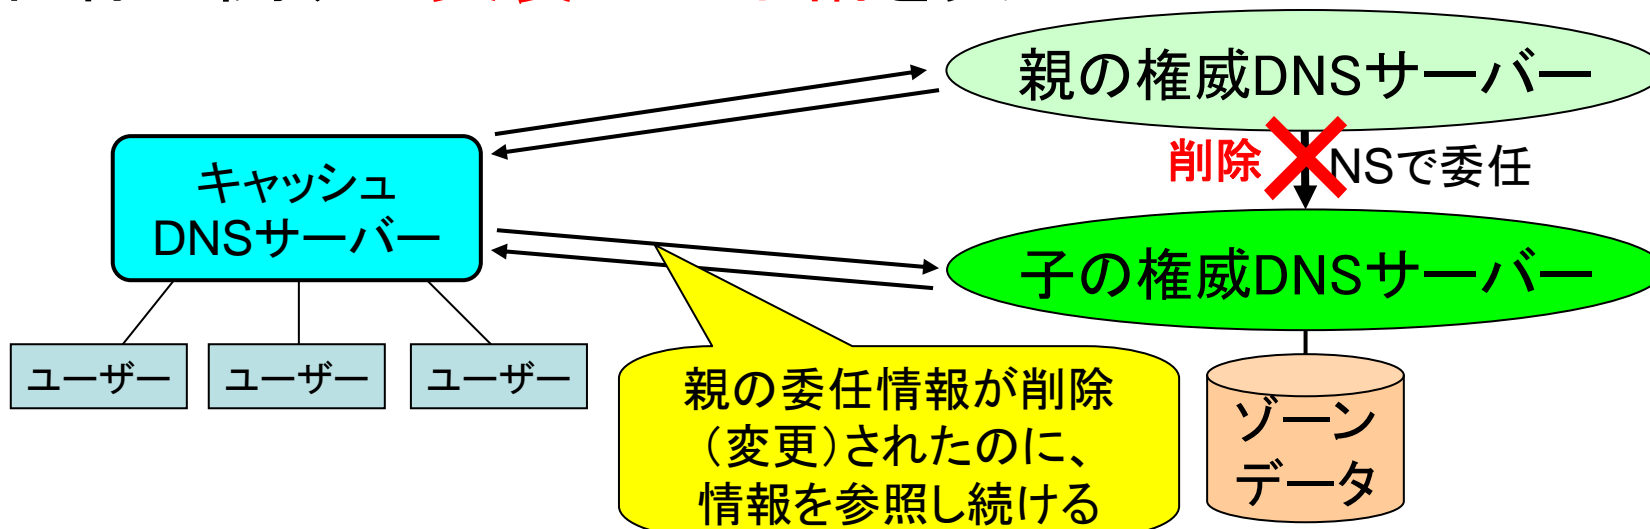 親の権威DNSサーバー
削除
NSで委任
キャッシュ
DNSサーバー
子の権威DNSサーバー
ユーザー
ユーザー
ユーザー
親の委任情報が削除
（変更）されたのに、
情報を参照し続ける
ゾーン
データ